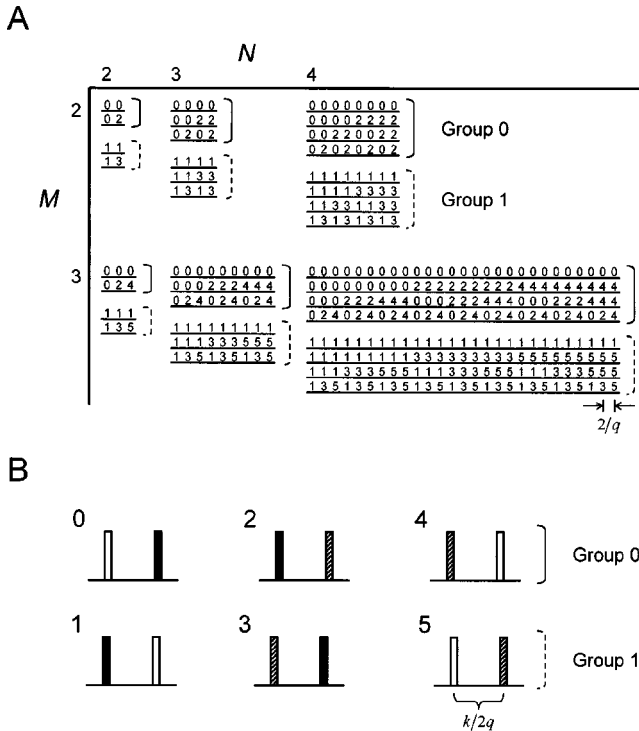 A
N
2 3 4
M
2
0 0
0 2
1 1
1 3
0 0 0 0
0 0 2 2
0 2 0 2
1 1 1 1
1 1 3 3
1 3 1 3
0 0 0 0 0 0 0 0
0 0 0 0 2 2 2 2
0 0 2 2 0 0 2 2
0 2 0 2 0 2 0 2
Group 0
1 1 1 1 1 1 1 1
1 1 1 1 3 3 3 3
1 1 3 3 1 1 3 3
1 3 1 3 1 3 1 3
Group 1
3
0 0 0
0 2 4
1 1 1
1 3 5
0 0 0 0 0 0 0 0 0
0 0 0 2 2 2 4 4 4
0 2 4 0 2 4 0 2 4
1 1 1 1 1 1 1 1 1
1 1 1 3 3 3 5 5 5
1 3 5 1 3 5 1 3 5
0 0 0 0 0 0 0 0 0 0 0 0 0 0 0 0 0 0 0 0 0 0 0 0 0 0 0
0 0 0 0 0 0 0 0 0 2 2 2 2 2 2 2 2 2 4 4 4 4 4 4 4 4 4
0 0 0 2 2 2 4 4 4 0 0 0 2 2 2 4 4 4 0 0 0 2 2 2 4 4 4
0 2 4 0 2 4 0 2 4 0 2 4 0 2 4 0 2 4 0 2 4 0 2 4 0 2 4
1 1 1 1 1 1 1 1 1 1 1 1 1 1 1 1 1 1 1 1 1 1 1 1 1 1 1
1 1 1 1 1 1 1 1 1 3 3 3 3 3 3 3 3 3 5 5 5 5 5 5 5 5 5
1 1 1 3 3 3 5 5 5 1 1 1 3 3 3 5 5 5 1 1 1 3 3 3 5 5 5
1 3 5 1 3 5 1 3 5 1 3 5 1 3 5 1 3 5 1 3 5 1 3 5 1 3 5
2/q
B
0 2 4 Group 0
1 3 5 Group 1
k/2q